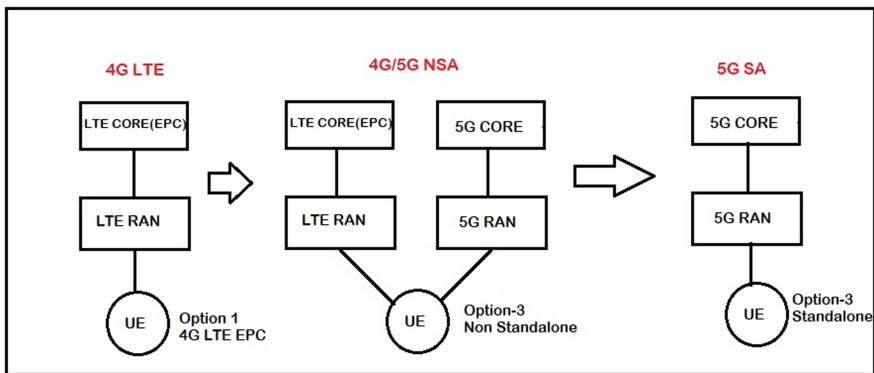 4G LTE
4G/5G NSA
5G SA
LTE CORE(EPC)
LTE CORE(EPC)
5G CORE
5G CORE
LTE RAN
LTE RAN
5G RAN
5G RAN
UE
Option 1
4G LTE EPC
UE
Option-3
Non Standalone
UE
Option-3
Standalone